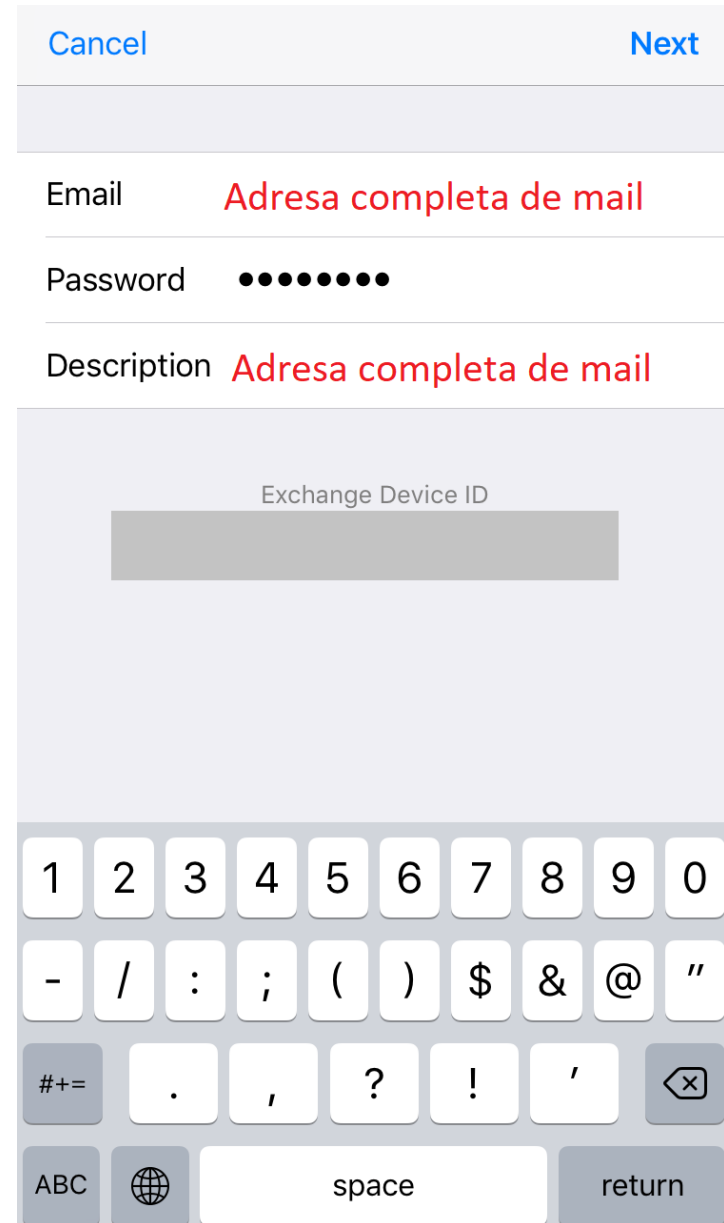 Cancel Next
Email Adresa completa de mail
Password ••••••••
Description Adresa completa de mail
Exchange Device ID
1 2 3 4 5 6 7 8 9 0
- / : ; ( ) $ & @ "
#+= . , ? ! '
ABC space return